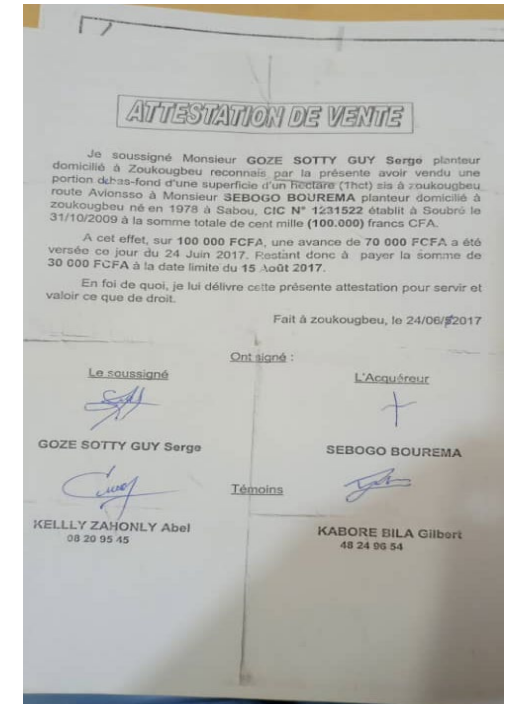 ATTESTATION DE VENTE
Je soussigné Monsieur GOZE SOTTY GUY Serge planteur
domicilié à Zoukougbeu reconnais par la présente avoir vendu une
portion debas-fond d'une superficie d'un hectare (1hct) sis à zoukougbeu
route Avionsso à Monsieur SEBOGO BOUREMA planteur domicilié à
zoukougbeu né en 1978 à Sabou, CIC N° 1231522 établit à Soubré le
31/10/2009 à la somme totale de cent mille (100.000) francs CFA.
A cet effet, sur 100 000 FCFA, une avance de 70 000 FCFA a été
versée ce jour du 24 Juin 2017. Restant donc à payer la somme de
30 000 FCFA à la date limite du 15 Août 2017.
En foi de quoi, je lui délivre cette présente attestation pour servir et
valoir ce que de droit.
Fait à zoukougbeu, le 24/06/2017
Ont signé :
Le soussigné
L'Acquéreur
GOZE SOTTY GUY Serge
SEBOGO BOUREMA
Témoins
KELLLY ZAHONLY Abel
08 20 95 45
KABORE BILA Gilbert
48 24 96 54